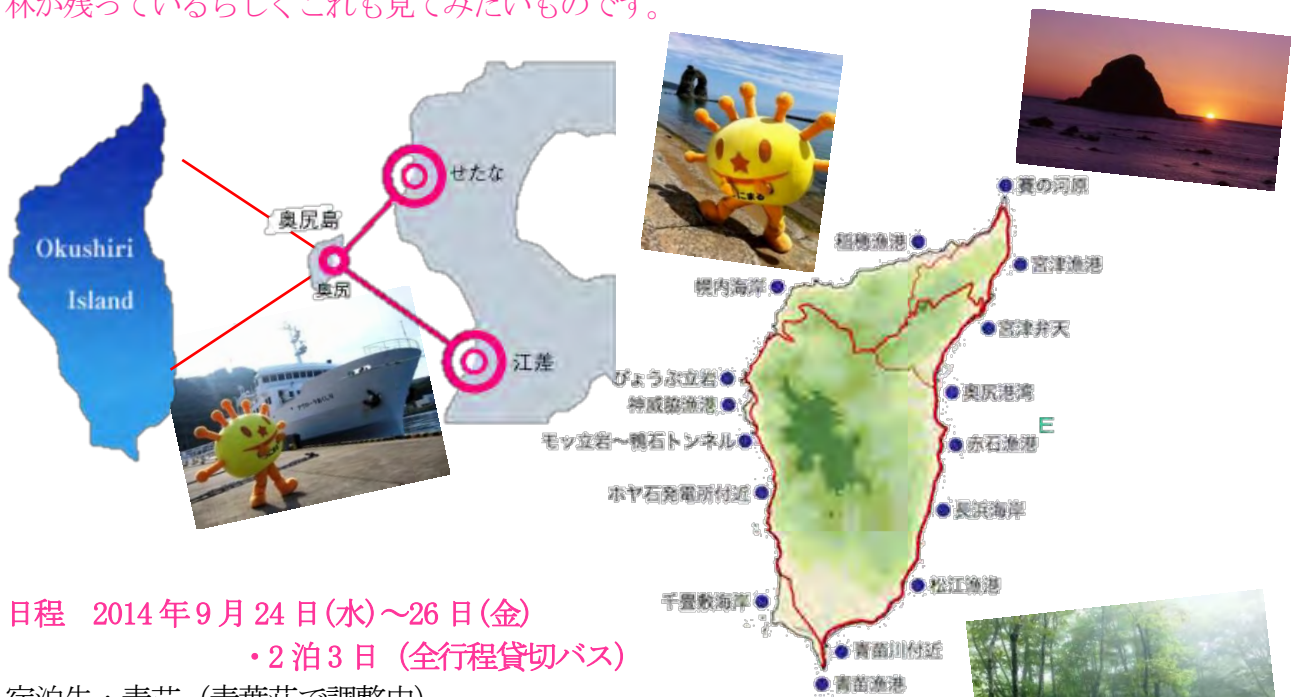 林が残っているらしくこれも見てみたいものです。
Okushiri
Island
せたな
奥尻島
奥尻
江差
賽の河原
稲穂漁港
宮津漁港
幌内海岸
宮津弁天
びょうぶ立岩
奥尻港湾
神威脇漁港
モッ立岩～鴨石トンネル
赤石漁港
E
ホヤ石発電所付近
長浜海岸
松江漁港
千畳敷海岸
青苗川付近
青苗漁港
日程 2014年9月24日(水)～26日(金)
・2泊3日（全行程貸切バス）